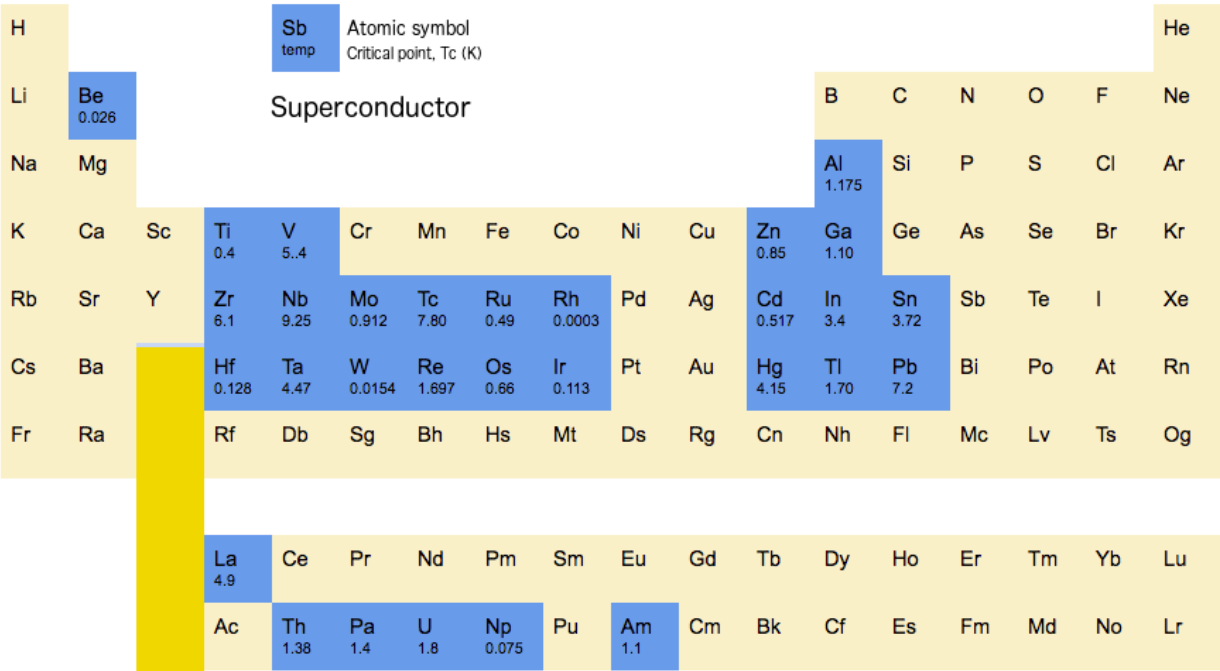 H Sb Atomic symbol He
temp Critical point, Tc (K)
Li Be B C N O F Ne
0.026
Superconductor
Na Mg Al Si P S Cl Ar
1.175
K Ca Sc Ti V Cr Mn Fe Co Ni Cu Zn Ga Ge As Se Br Kr
0.4 5..4 0.85 1.10
Rb Sr Y Zr Nb Mo Tc Ru Rh Pd Ag Cd In Sn Sb Te I Xe
6.1 9.25 0.912 7.80 0.49 0.0003 0.517 3.4 3.72
Cs Ba Hf Ta W Re Os Ir Pt Au Hg Tl Pb Bi Po At Rn
0.128 4.47 0.0154 1.697 0.66 0.113 4.15 1.70 7.2
Fr Ra Rf Db Sg Bh Hs Mt Ds Rg Cn Nh Fl Mc Lv Ts Og
La Ce Pr Nd Pm Sm Eu Gd Tb Dy Ho Er Tm Yb Lu
4.9
Ac Th Pa U Np Pu Am Cm Bk Cf Es Fm Md No Lr
1.38 1.4 1.8 0.075 1.1